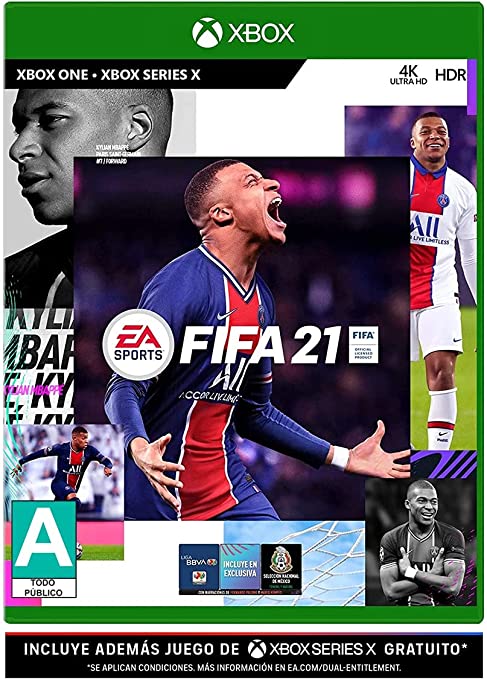 XBOX
XBOX ONE • XBOX SERIES X
4K
ULTRA HD
HDR
KYLIAN MBAPPÉ
PARIS SAINT-GERMAIN
#7 / FORWARD
EA
SPORTS
FIFA 21
FIFA
OFFICIAL
LICENSED
PRODUCT
ALL
ACCOR LIVE LIMITLESS
KYLIAN MBAPPÉ
A
TODO
PÚBLICO
LIGA
BBVA
INCLUYE EN
EXCLUSIVA
SELECCIÓN NACIONAL
DE MÉXICO
INCLUYE ADEMÁS JUEGO DE XBOX SERIES X GRATUITO*
*SE APLICAN CONDICIONES. MÁS INFORMACIÓN EN EA.COM/DUAL-ENTITLEMENT.